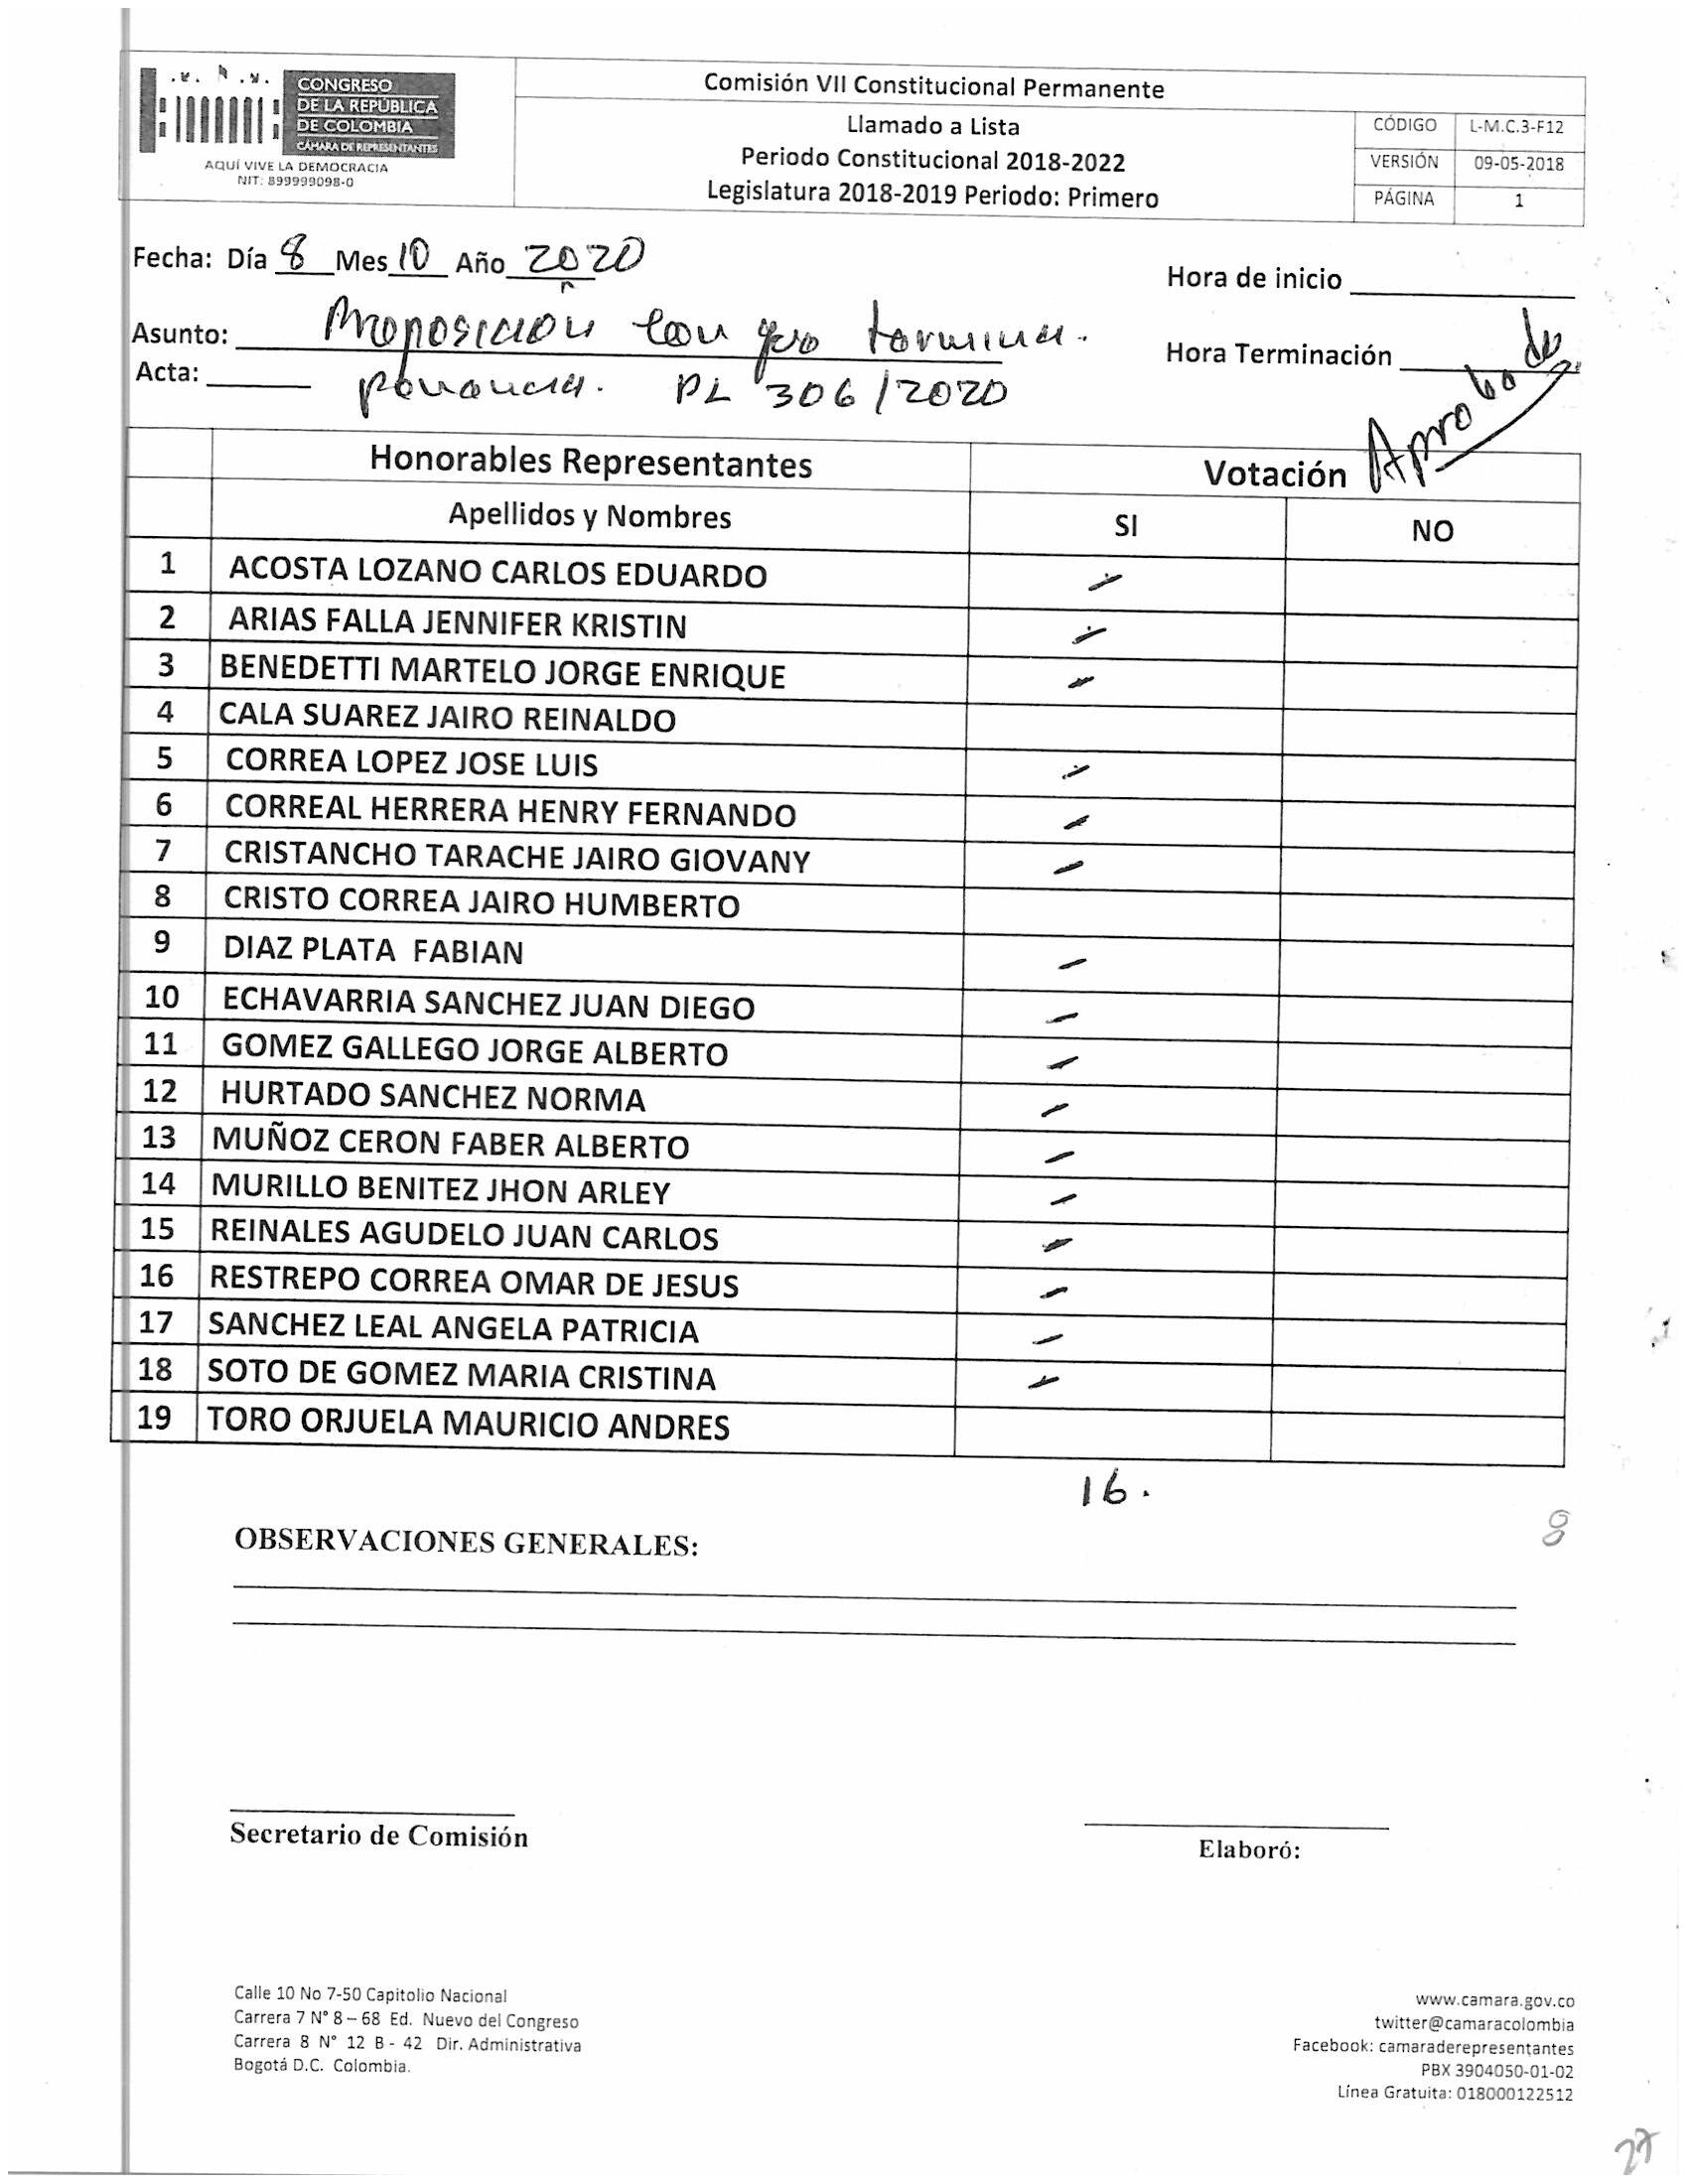 CONGRESO
DE LA REPÚBLICA
DE COLOMBIA
CÁMARA DE REPRESENTANTES
AQUÍ VIVE LA DEMOCRACIA
NIT: 899999098-0
Comisión VII Constitucional Permanente
Llamado a Lista
Periodo Constitucional 2018-2022
Legislatura 2018-2019 Periodo: Primero
CÓDIGO L-M.C.3-F12
VERSIÓN 09-05-2018
PÁGINA 1
Fecha: Día 8 Mes 10 Año 2020
Hora de inicio
Asunto: Proposición con que termina.
Hora Terminación
Acta: ponencia. PL 306/2020
Aprobado
Honorables Representantes Votación
Apellidos y Nombres SI NO
1 ACOSTA LOZANO CARLOS EDUARDO
2 ARIAS FALLA JENNIFER KRISTIN
3 BENEDETTI MARTELO JORGE ENRIQUE
4 CALA SUAREZ JAIRO REINALDO
5 CORREA LOPEZ JOSE LUIS
6 CORREAL HERRERA HENRY FERNANDO
7 CRISTANCHO TARACHE JAIRO GIOVANY
8 CRISTO CORREA JAIRO HUMBERTO
9 DIAZ PLATA FABIAN
10 ECHAVARRIA SANCHEZ JUAN DIEGO
11 GOMEZ GALLEGO JORGE ALBERTO
12 HURTADO SANCHEZ NORMA
13 MUÑOZ CERON FABER ALBERTO
14 MURILLO BENITEZ JHON ARLEY
15 REINALES AGUDELO JUAN CARLOS
16 RESTREPO CORREA OMAR DE JESUS
17 SANCHEZ LEAL ANGELA PATRICIA
18 SOTO DE GOMEZ MARIA CRISTINA
19 TORO ORJUELA MAURICIO ANDRES
16.
8
OBSERVACIONES GENERALES:
Secretario de Comisión
Elaboró:
Calle 10 No 7-50 Capitolio Nacional
Carrera 7 N° 8 – 68 Ed. Nuevo del Congreso
Carrera 8 N° 12 B - 42 Dir. Administrativa
Bogotá D.C. Colombia.
www.camara.gov.co
twitter@camaracolombia
Facebook: camaraderepresentantes
PBX 3904050-01-02
Línea Gratuita: 018000122512
27